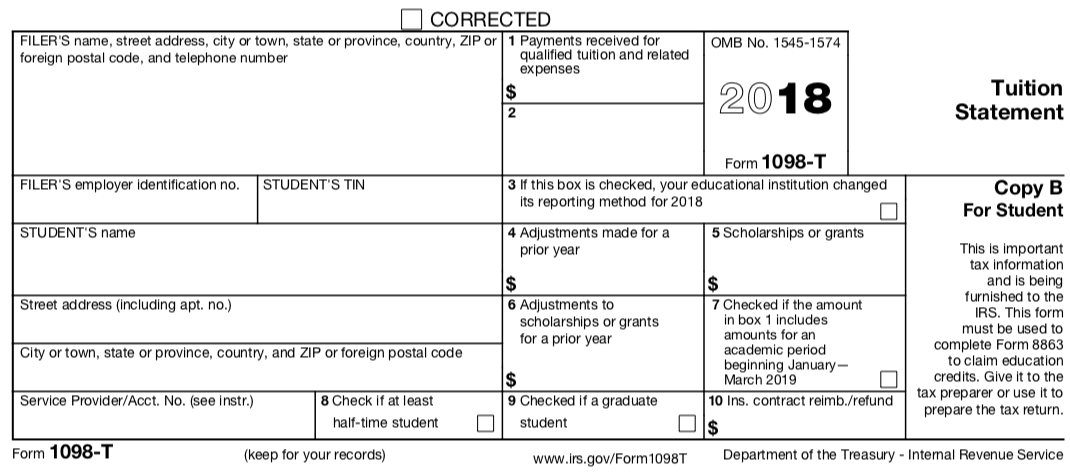 CORRECTED
FILER'S name, street address, city or town, state or province, country, ZIP or
foreign postal code, and telephone number
1 Payments received for
qualified tuition and related
expenses
$
2
OMB No. 1545-1574
2018
Form 1098-T
Tuition
Statement
FILER'S employer identification no.
STUDENT'S TIN
3 If this box is checked, your educational institution changed
its reporting method for 2018
Copy B
For Student
This is important
tax information
and is being
furnished to the
IRS. This form
must be used to
complete Form 8863
to claim education
credits. Give it to the
tax preparer or use it to
prepare the tax return.
STUDENT'S name
4 Adjustments made for a
prior year
$
5 Scholarships or grants
$
Street address (including apt. no.)
6 Adjustments to
scholarships or grants
for a prior year
$
7 Checked if the amount
in box 1 includes
amounts for an
academic period
beginning January—
March 2019
City or town, state or province, country, and ZIP or foreign postal code
Service Provider/Acct. No. (see instr.)
8 Check if at least
half-time student
9 Checked if a graduate
student
10 Ins. contract reimb./refund
$
Form 1098-T
(keep for your records)
www.irs.gov/Form1098T
Department of the Treasury - Internal Revenue Service